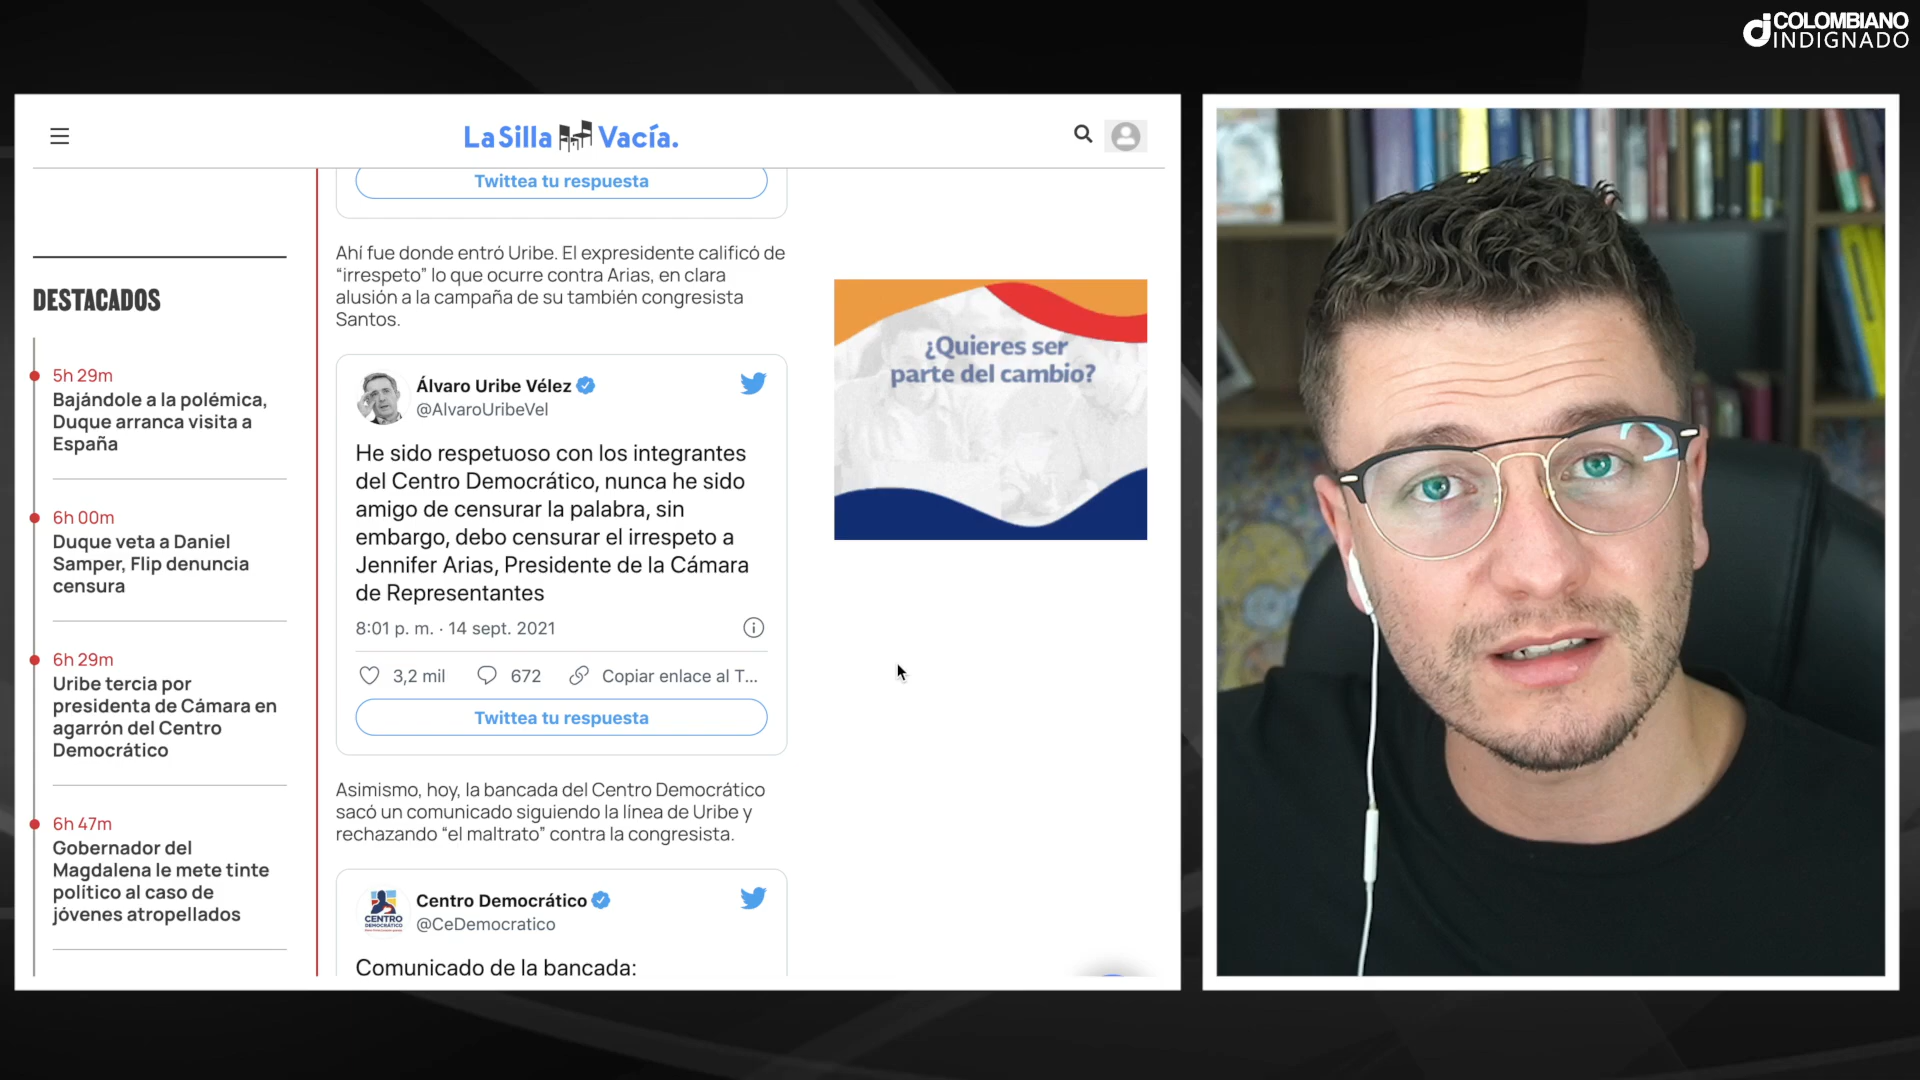 COLOMBIANO
INDIGNADO
La Silla Vacía.
Twittea tu respuesta
DESTACADOS
5h 29m
Bajándole a la polémica,
Duque arranca visita a
España
6h 00m
Duque veta a Daniel
Samper, Flip denuncia
censura
6h 29m
Uribe tercia por
presidenta de Cámara en
agarrón del Centro
Democrático
6h 47m
Gobernador del
Magdalena le mete tinte
político al caso de
jóvenes atropellados
Ahí fue donde entró Uribe. El expresidente calificó de
“irrespeto” lo que ocurre contra Arias, en clara
alusión a la campaña de su también congresista
Santos.
Álvaro Uribe Vélez
@AlvaroUribeVel
He sido respetuoso con los integrantes
del Centro Democrático, nunca he sido
amigo de censurar la palabra, sin
embargo, debo censurar el irrespeto a
Jennifer Arias, Presidente de la Cámara
de Representantes
8:01 p. m. · 14 sept. 2021
3,2 mil 672 Copiar enlace al T...
Twittea tu respuesta
Asimismo, hoy, la bancada del Centro Democrático
sacó un comunicado siguiendo la línea de Uribe y
rechazando “el maltrato” contra la congresista.
CENTRO
DEMOCRÁTICO
Centro Democrático
@CeDemocratico
Comunicado de la bancada:
¿Quieres ser
parte del cambio?